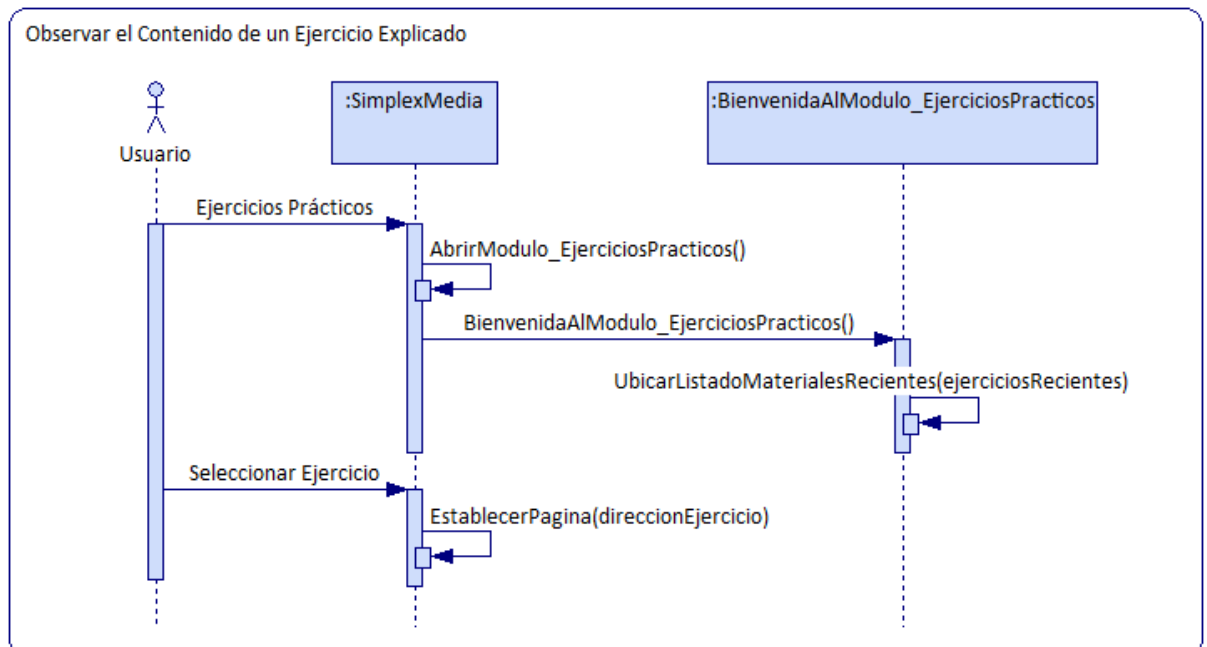 Observar el Contenido de un Ejercicio Explicado
:SimplexMedia
:BienvenidaAlModulo_EjerciciosPracticos
Usuario
Ejercicios Prácticos
AbrirModulo_EjerciciosPracticos()
BienvenidaAlModulo_EjerciciosPracticos()
UbicarListadoMaterialesRecientes(ejerciciosRecientes)
Seleccionar Ejercicio
EstablecerPagina(direccionEjercicio)